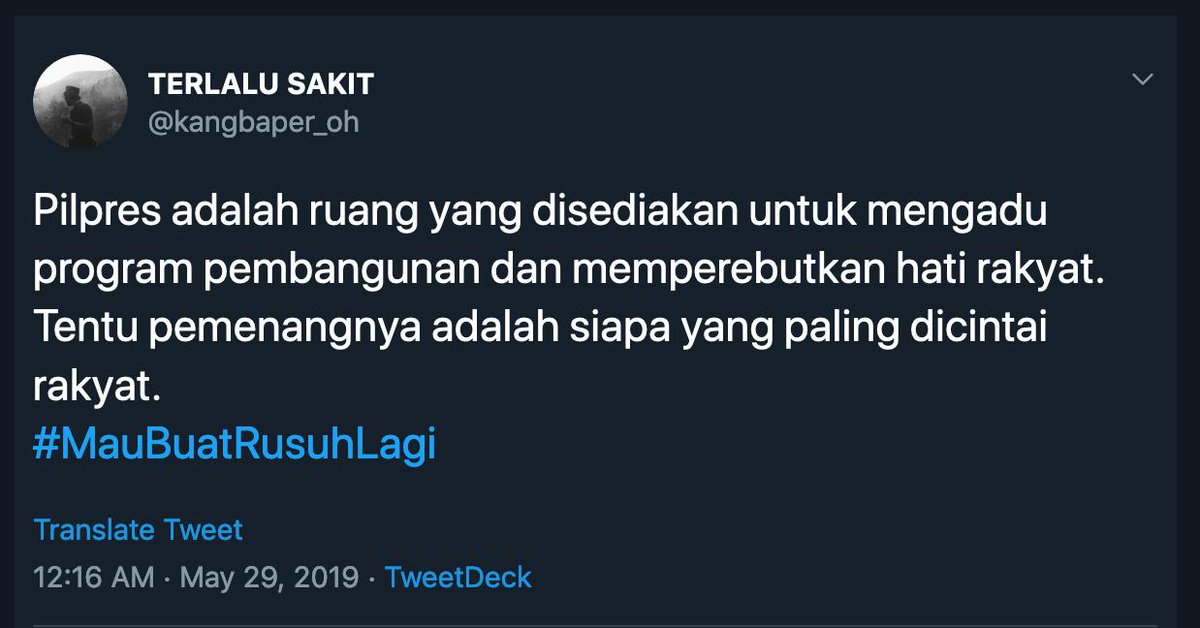 TERLALU SAKIT
@kangbaper_oh
Pilpres adalah ruang yang disediakan untuk mengadu
program pembangunan dan memperebutkan hati rakyat.
Tentu pemenangnya adalah siapa yang paling dicintai
rakyat.
#MauBuatRusuhLagi
Translate Tweet
12:16 AM · May 29, 2019 · TweetDeck